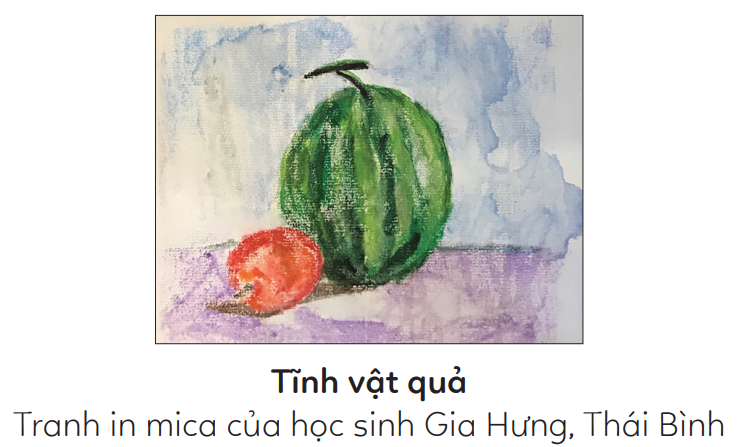 Tĩnh vật quả
Tranh in mica của học sinh Gia Hưng, Thái Bình